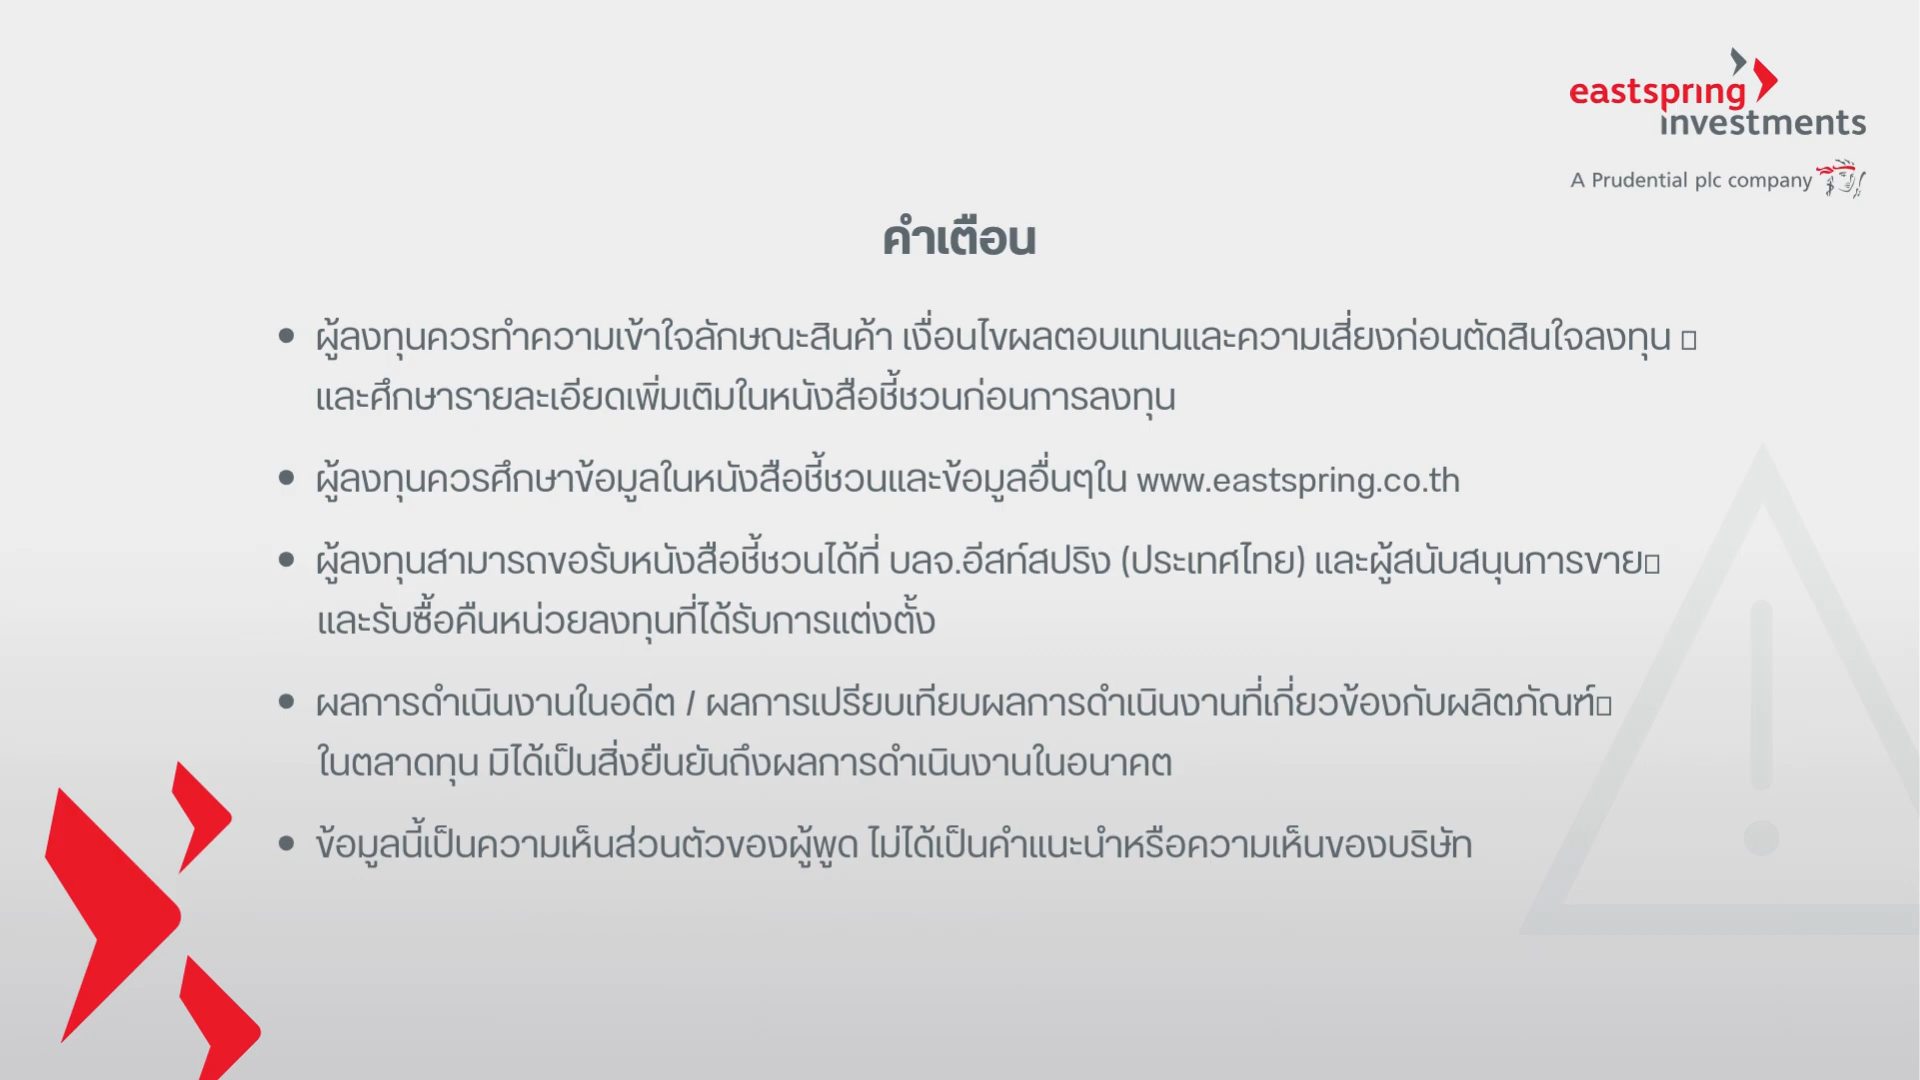 eastspring
investments
A Prudential plc company
คำเตือน
• ผู้ลงทุนควรทำความเข้าใจลักษณะสินค้า เงื่อนไขผลตอบแทนและความเสี่ยงก่อนตัดสินใจลงทุน
และศึกษารายละเอียดเพิ่มเติมในหนังสือชี้ชวนก่อนการลงทุน
• ผู้ลงทุนควรศึกษาข้อมูลในหนังสือชี้ชวนและข้อมูลอื่นๆใน www.eastspring.co.th
• ผู้ลงทุนสามารถขอรับหนังสือชี้ชวนได้ที่ บลจ.อีสท์สปริง (ประเทศไทย) และผู้สนับสนุนการขาย
และรับซื้อคืนหน่วยลงทุนที่ได้รับการแต่งตั้ง
• ผลการดำเนินงานในอดีต / ผลการเปรียบเทียบผลการดำเนินงานที่เกี่ยวข้องกับผลิตภัณฑ์
ในตลาดทุน มิได้เป็นสิ่งยืนยันถึงผลการดำเนินงานในอนาคต
• ข้อมูลนี้เป็นความเห็นส่วนตัวของผู้พูด ไม่ได้เป็นคำแนะนำหรือความเห็นของบริษัท